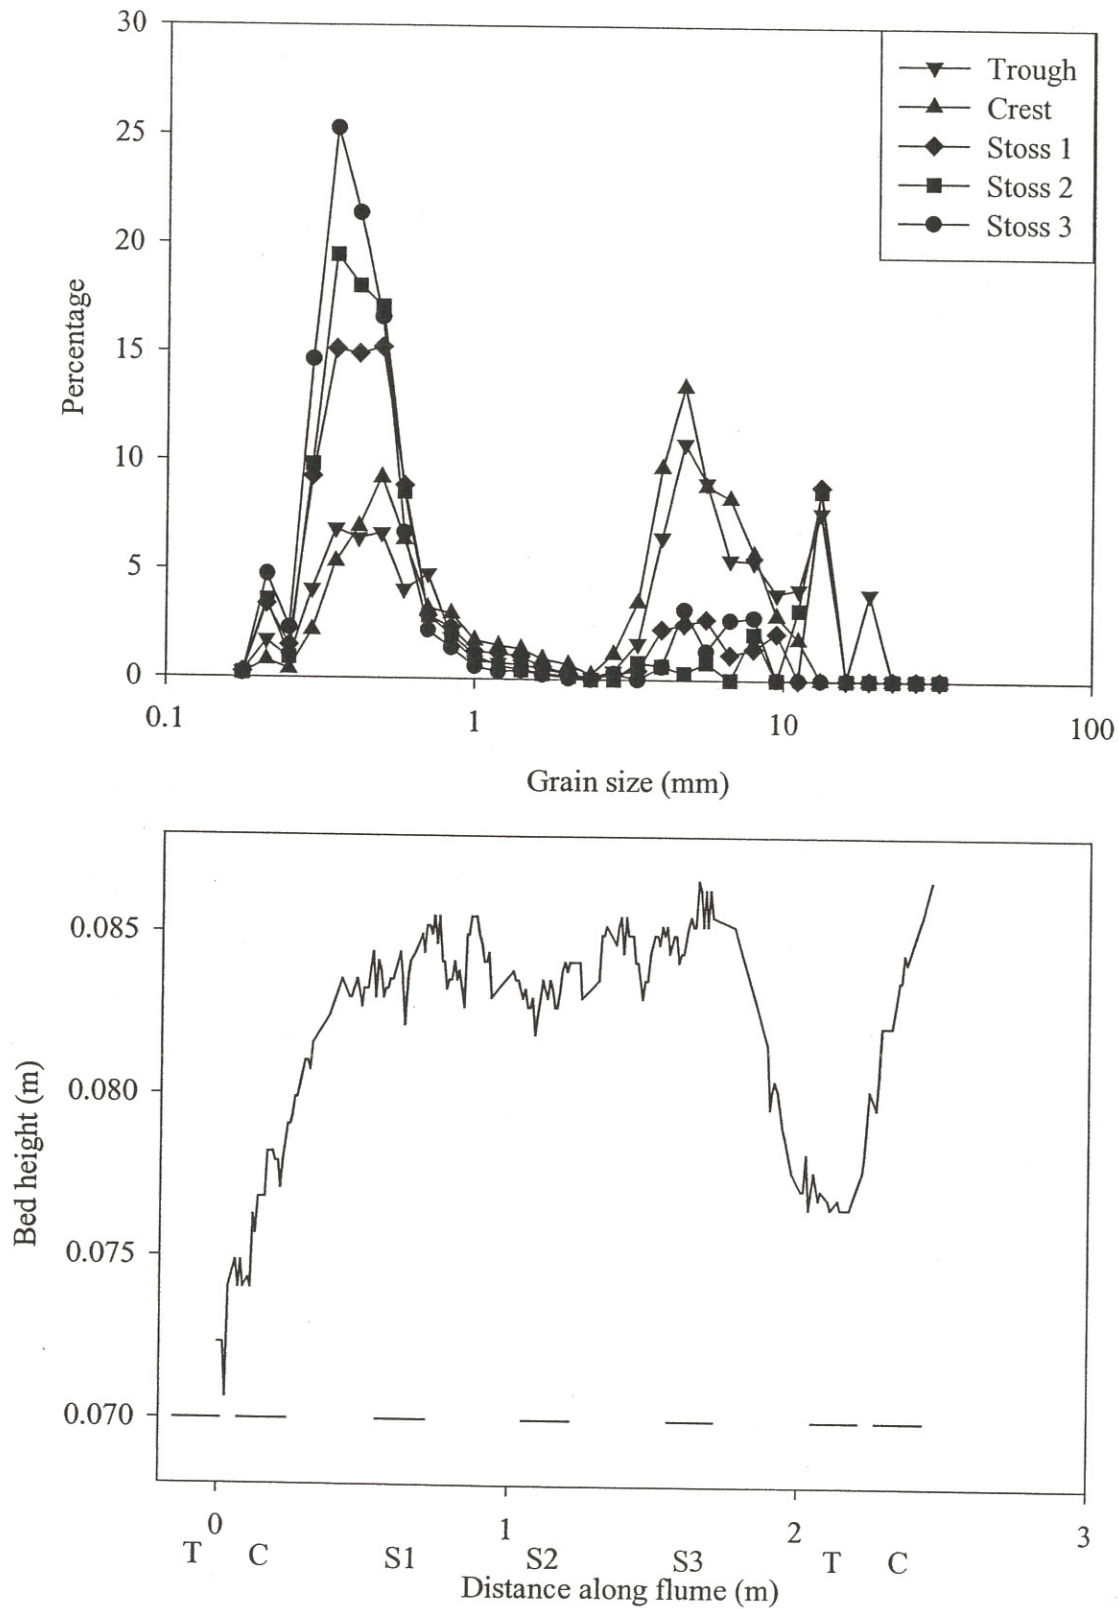 30
25
20
15
10
5
0
Percentage
Trough
Crest
Stoss 1
Stoss 2
Stoss 3
0.1 1 10 100
Grain size (mm)
0.085
0.080
0.075
0.070
Bed height (m)
0 1 2 3
T C S1 S2 S3 T C
Distance along flume (m)